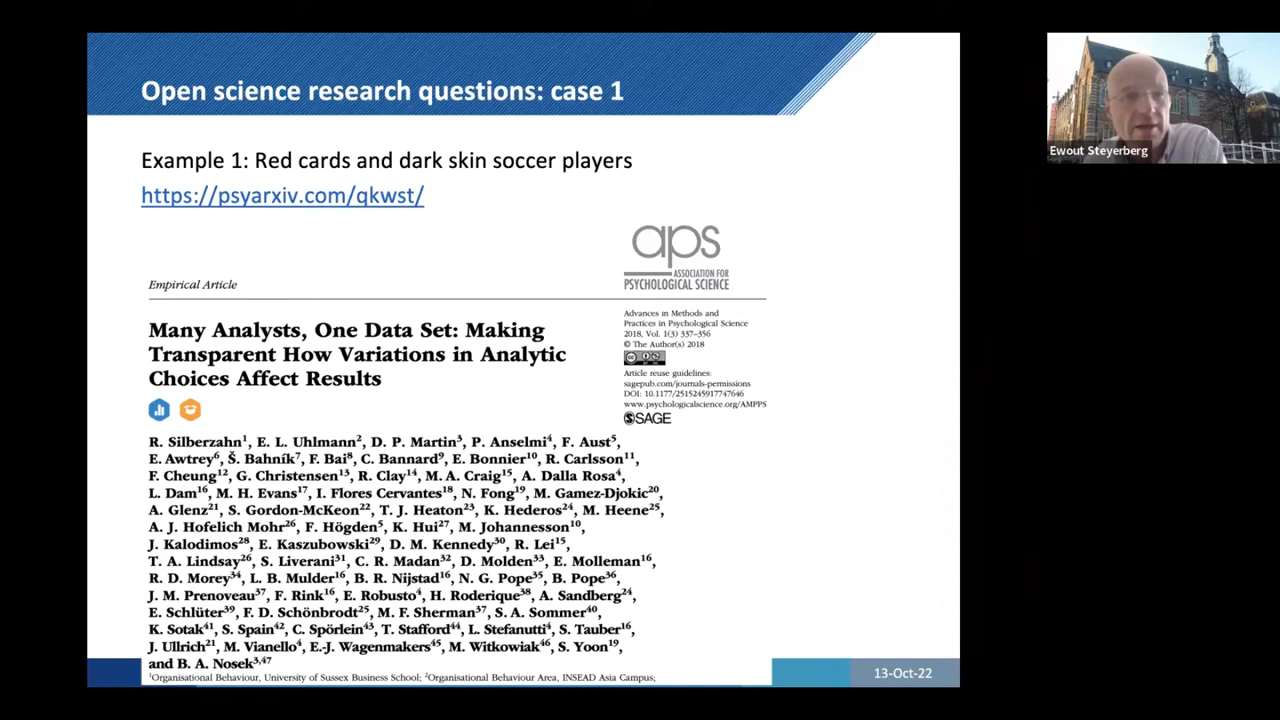 Open science research questions: case 1
Ewout Steyerberg
Example 1: Red cards and dark skin soccer players
https://psyarxiv.com/qkwst/
aps
ASSOCIATION FOR
PSYCHOLOGICAL SCIENCE
Empirical Article
Advances in Methods and
Practices in Psychological Science
2018, Vol. 1(3) 337–356
© The Author(s) 2018
Article reuse guidelines:
sagepub.com/journals-permissions
DOI: 10.1177/2515245917747646
www.psychologicalscience.org/AMPPS
SAGE
Many Analysts, One Data Set: Making
Transparent How Variations in Analytic
Choices Affect Results
R. Silberzahn1, E. L. Uhlmann2, D. P. Martin3, P. Anselmi4, F. Aust5,
E. Awtrey6, Š. Bahník7, F. Bai8, C. Bannard9, E. Bonnier10, R. Carlsson11,
F. Cheung12, G. Christensen13, R. Clay14, M. A. Craig15, A. Dalla Rosa4,
L. Dam16, M. H. Evans17, I. Flores Cervantes18, N. Fong19, M. Gamez-Djokic20,
A. Glenz21, S. Gordon-McKeon22, T. J. Heaton23, K. Hederos24, M. Heene25,
A. J. Hofelich Mohr26, F. Högden5, K. Hui27, M. Johannesson10,
J. Kalodimos28, E. Kaszubowski29, D. M. Kennedy30, R. Lei15,
T. A. Lindsay26, S. Liverani31, C. R. Madan32, D. Molden33, E. Molleman16,
R. D. Morey34, L. B. Mulder16, B. R. Nijstad16, N. G. Pope35, B. Pope36,
J. M. Prenoveau37, F. Rink16, E. Robusto4, H. Roderique38, A. Sandberg24,
E. Schlüter39, F. D. Schönbrodt25, M. F. Sherman37, S. A. Sommer40,
K. Sotak41, S. Spain42, C. Spörlein43, T. Stafford44, L. Stefanutti4, S. Tauber16,
J. Ullrich21, M. Vianello4, E.-J. Wagenmakers45, M. Witkowiak46, S. Yoon19,
and B. A. Nosek3,47
1Organisational Behaviour, University of Sussex Business School; 2Organisational Behaviour Area, INSEAD Asia Campus;
13-Oct-22